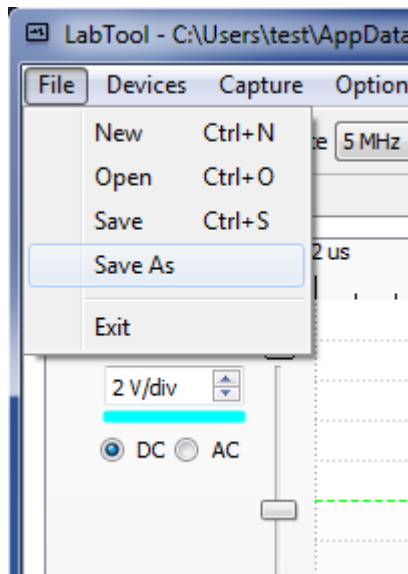 LabTool - C:\Users\test\AppData
File Devices Capture Option
New Ctrl+N
5 MHz
Open Ctrl+O
Save Ctrl+S
Save As
2 us
Exit
2 V/div
DC AC